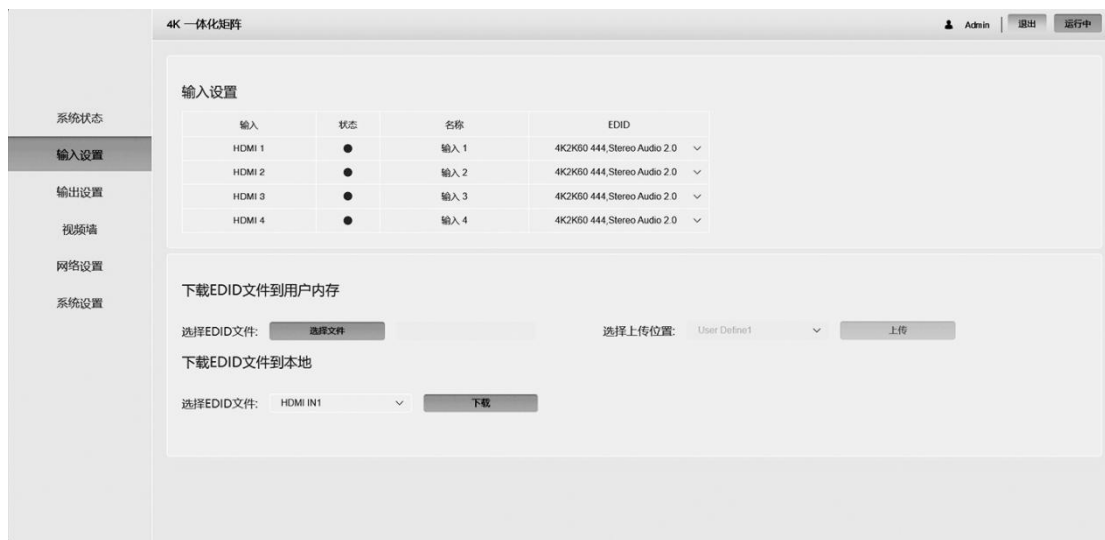 4K 一体化矩阵
Admin
退出
运行中
系统状态
输入设置
输出设置
视频墙
网络设置
系统设置
输入设置
输入 状态 名称 EDID
HDMI 1 输入 1 4K2K60 444,Stereo Audio 2.0
HDMI 2 输入 2 4K2K60 444,Stereo Audio 2.0
HDMI 3 输入 3 4K2K60 444,Stereo Audio 2.0
HDMI 4 输入 4 4K2K60 444,Stereo Audio 2.0
下载EDID文件到用户内存
选择EDID文件: 选择文件 选择上传位置: User Define1 上传
下载EDID文件到本地
选择EDID文件: HDMI IN1 下载